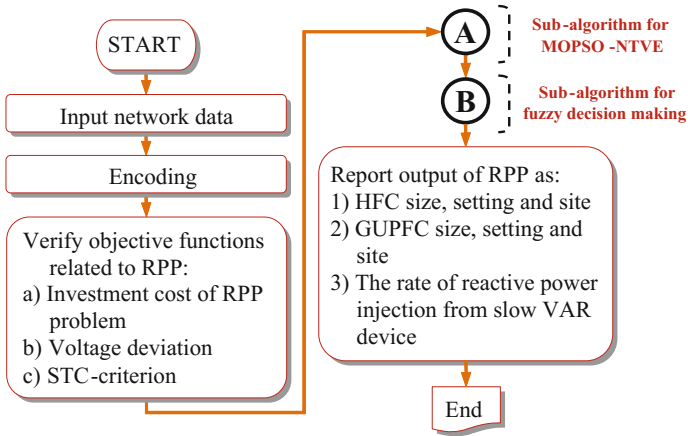 START
Input network data
Encoding
Verify objective functions
related to RPP:
a) Investment cost of RPP
problem
b) Voltage deviation
c) STC-criterion
A
Sub-algorithm for
MOPSO -NTVE
B
Sub-algorithm for
fuzzy decision making
Report output of RPP as:
1) HFC size, setting and site
2) GUPFC size, setting and
site
3) The rate of reactive power
injection from slow VAR
device
End